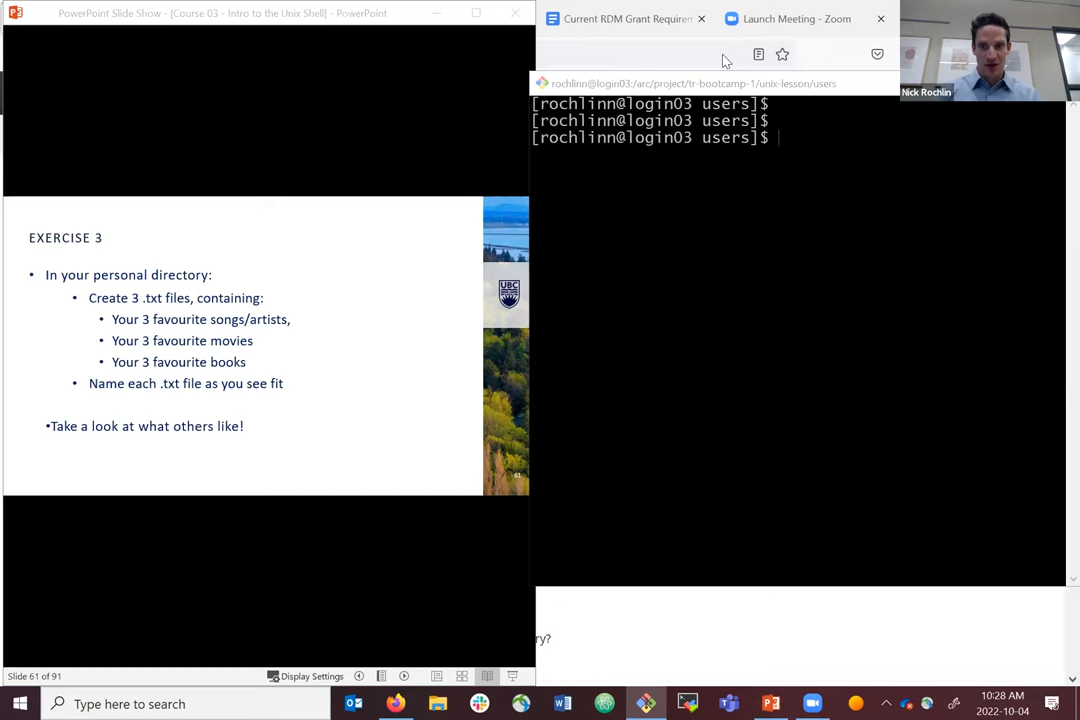 Course 03 - Intro to the Unix Shell] - PowerPoint
PowerPoint Slide Show - [
Current RDM Grant Requiren
Launch Meeting - Zoom
Nick Rochlin
rochlinn@login03:/arc/project/tr-bootcamp-1/unix-lesson/users
[rochlinn@login03 users]$
[rochlinn@login03 users]$
[rochlinn@login03 users]$
EXERCISE 3
• In your personal directory:
• Create 3 .txt files, containing:
• Your 3 favourite songs/artists,
• Your 3 favourite movies
• Your 3 favourite books
• Name each .txt file as you see fit
•Take a look at what others like!
UBC
61
ry?
Slide 61 of 91
Display Settings
Type here to search
10:28 AM
2022-10-04